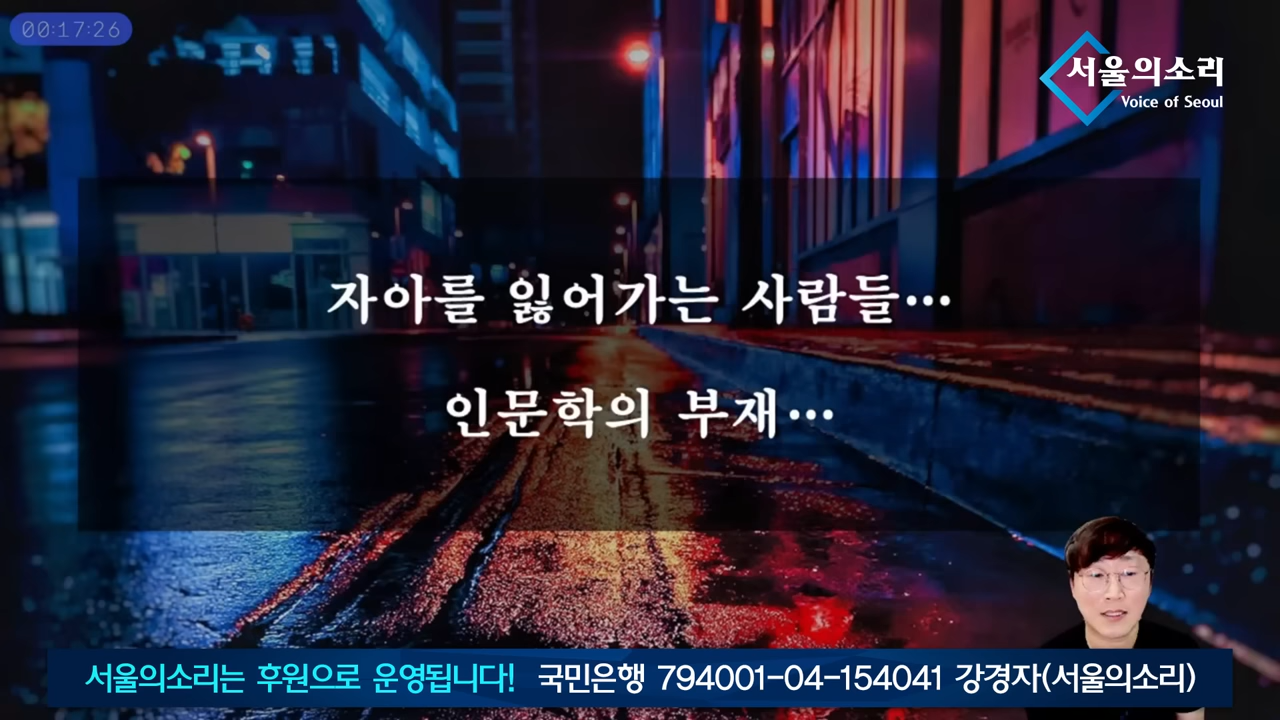 00:17:26
서울의소리
Voice of Seoul
자아를 잃어가는 사람들…
인문학의 부재…
서울의소리는 후원으로 운영됩니다! 국민은행 794001-04-154041 강경자(서울의소리)